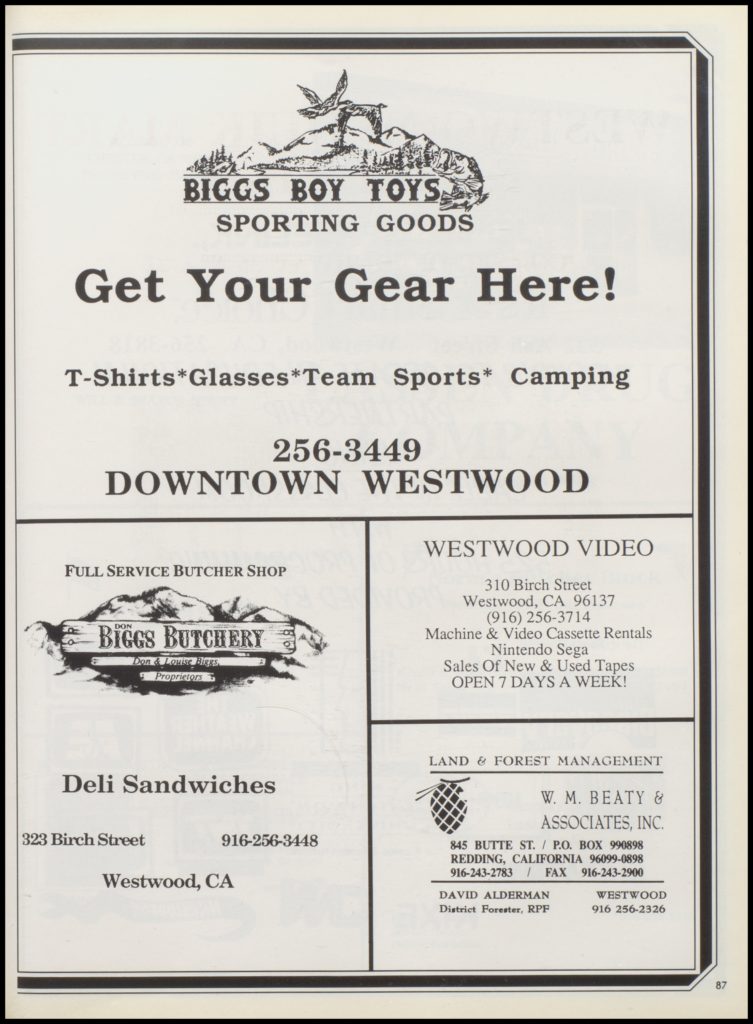 BIGGS BOY TOYS
SPORTING GOODS
Get Your Gear Here!
T-Shirts*Glasses*Team Sports* Camping
256-3449
DOWNTOWN WESTWOOD
FULL SERVICE BUTCHER SHOP
DON
BIGGS BUTCHERY
Don & Louise Biggs,
Proprietors
Deli Sandwiches
323 Birch Street 916-256-3448
Westwood, CA
WESTWOOD VIDEO
310 Birch Street
Westwood, CA 96137
(916) 256-3714
Machine & Video Cassette Rentals
Nintendo Sega
Sales Of New & Used Tapes
OPEN 7 DAYS A WEEK!
LAND & FOREST MANAGEMENT
W. M. BEATY &
ASSOCIATES, INC.
845 BUTTE ST. / P.O. BOX 990898
REDDING, CALIFORNIA 96099-0898
916-243-2783 / FAX 916-243-2900
DAVID ALDERMAN WESTWOOD
District Forester, RPF 916 256-2326
87